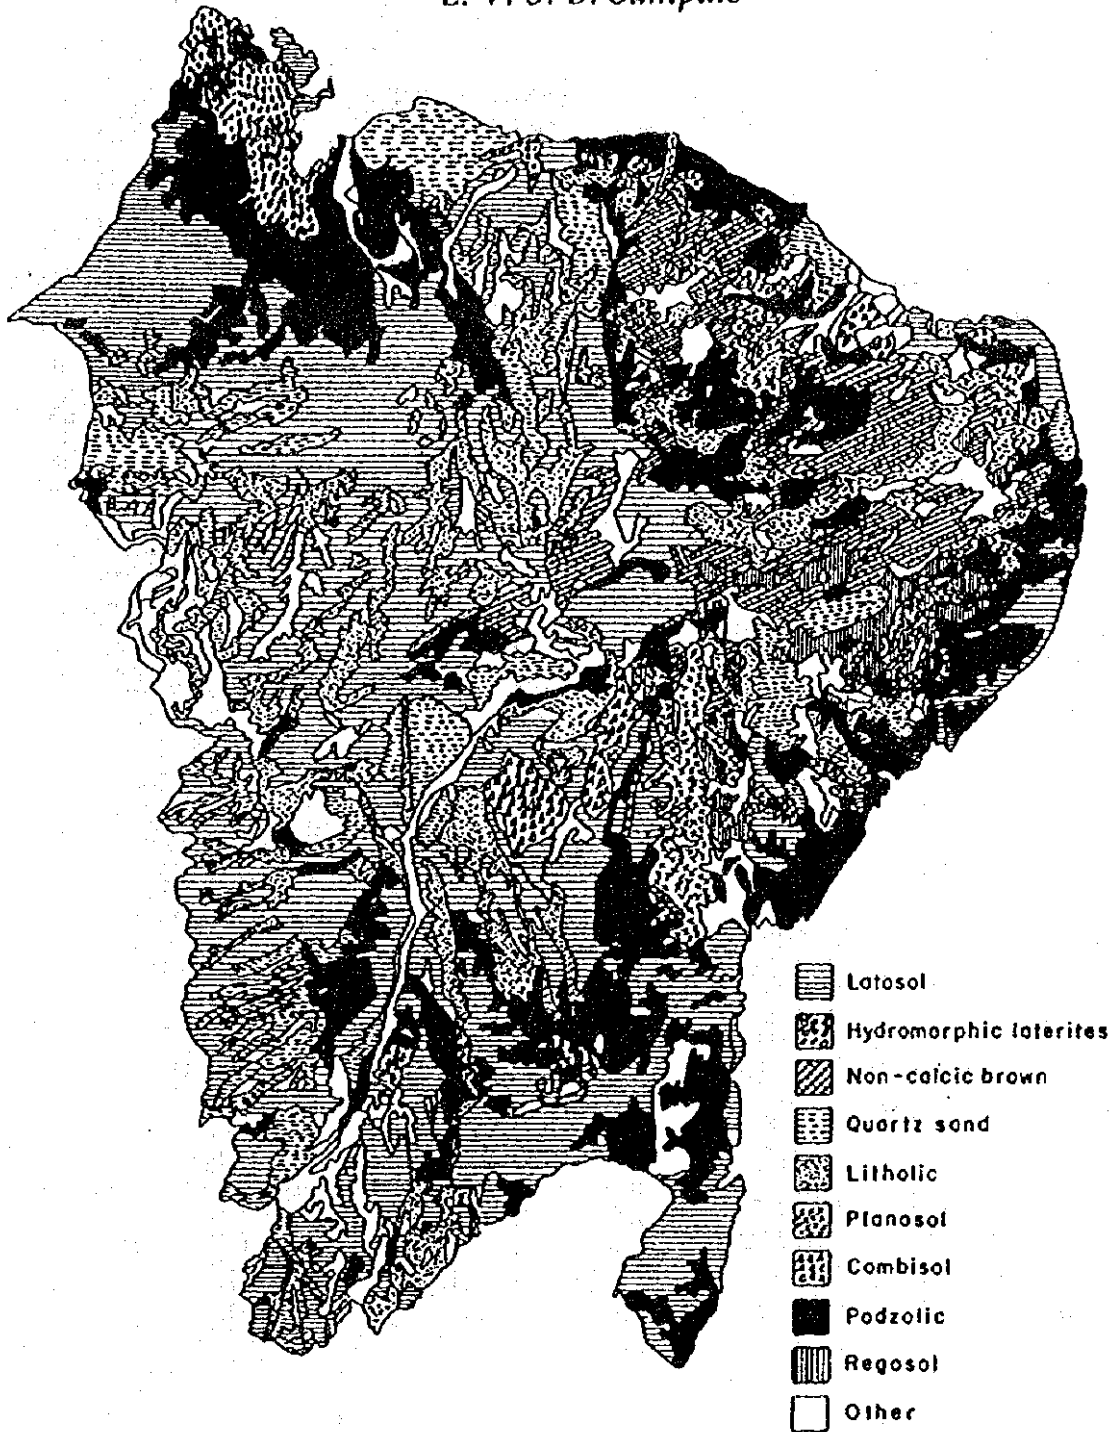 Latosol
Hydromorphic laterites
Non-calcic brown
Quartz sand
Litholic
Planosol
Combisol
Podzolic
Regosol
Other